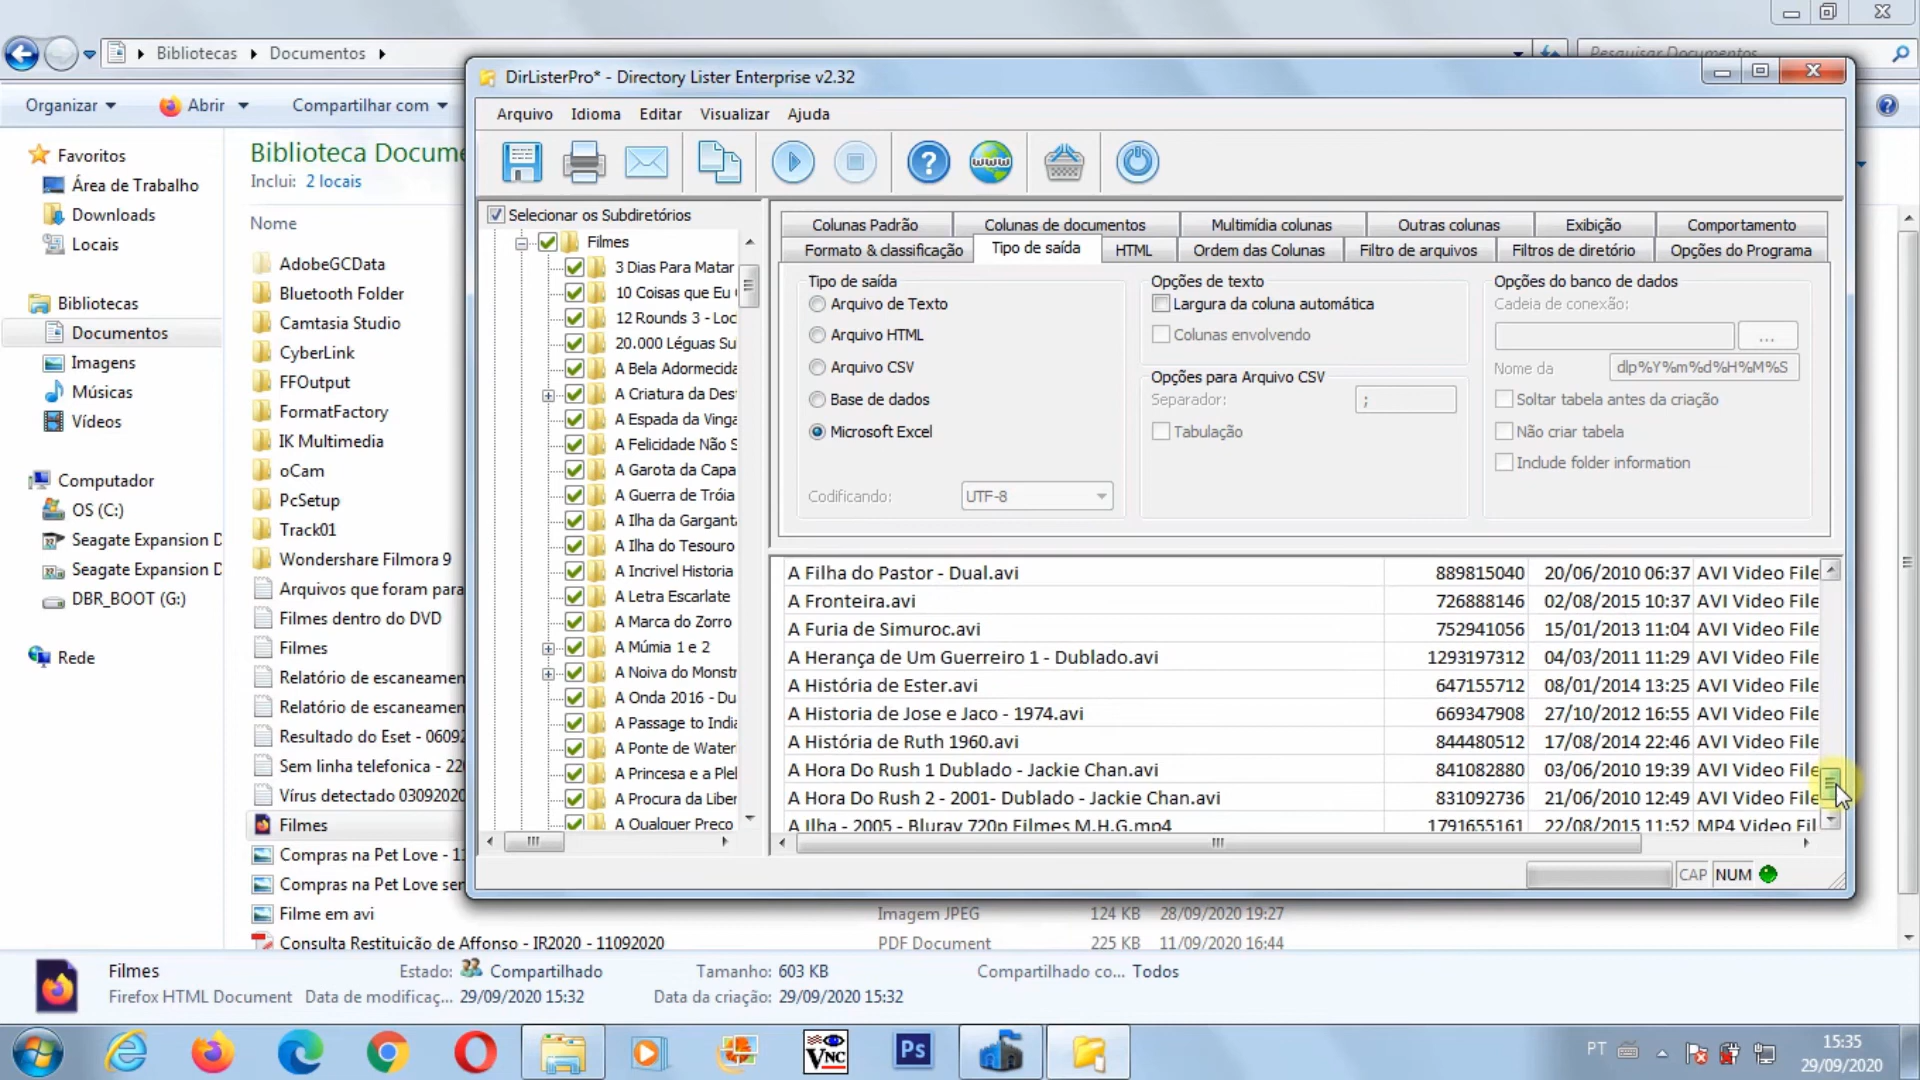 Bibliotecas Documentos
Pesquisar Documentos
Organizar Abrir Compartilhar com
Favoritos
Área de Trabalho
Downloads
Locais
Bibliotecas
Documentos
Imagens
Músicas
Vídeos
Computador
OS (C:)
Seagate Expansion D
Seagate Expansion D
DBR_BOOT (G:)
Rede
Biblioteca Docume
Inclui: 2 locais
Nome
AdobeGCData
Bluetooth Folder
Camtasia Studio
CyberLink
FFOutput
FormatFactory
IK Multimedia
oCam
PcSetup
Track01
Wondershare Filmora 9
Arquivos que foram para
Filmes dentro do DVD
Filmes
Relatório de escaneamen
Relatório de escaneamen
Resultado do Eset - 06092
Sem linha telefonica - 220
Vírus detectado 03092020
Filmes
Compras na Pet Love - 11
Compras na Pet Love sen
Filme em avi
Imagem JPEG 124 KB 28/09/2020 19:27
Consulta Restituição de Affonso - IR2020 - 11092020
PDF Document 225 KB 11/09/2020 16:44
DirListerPro* - Directory Lister Enterprise v2.32
Arquivo Idioma Editar Visualizar Ajuda
www
Selecionar os Subdiretórios
Filmes
3 Dias Para Matar
10 Coisas que Eu
12 Rounds 3 - Loc
20.000 Léguas Su
A Bela Adormecida
A Criatura da Des
A Espada da Vinga
A Felicidade Não S
A Garota da Capa
A Guerra de Tróia
A Ilha da Gargant
A Ilha do Tesouro
A Incrivel Historia
A Letra Escarlate
A Marca do Zorro
A Múmia 1 e 2
A Noiva do Monstr
A Onda 2016 - Du
A Passage to India
A Ponte de Water
A Princesa e a Pleb
A Procura da Liber
A Qualquer Preço
Colunas Padrão Colunas de documentos Multimídia colunas Outras colunas Exibição Comportamento
Formato & classificação Tipo de saída HTML Ordem das Colunas Filtro de arquivos Filtros de diretório Opções do Programa
Tipo de saída
Arquivo de Texto
Arquivo HTML
Arquivo CSV
Base de dados
Microsoft Excel
Codificando: UTF-8
Opções de texto
Largura da coluna automática
Colunas envolvendo
Opções para Arquivo CSV
Separador: ;
Tabulação
Opções do banco de dados
Cadeia de conexão:
...
Nome da dlp%Y%m%d%H%M%S
Soltar tabela antes da criação
Não criar tabela
Include folder information
A Filha do Pastor - Dual.avi 889815040 20/06/2010 06:37 AVI Video File
A Fronteira.avi 726888146 02/08/2015 10:37 AVI Video File
A Furia de Simuroc.avi 752941056 15/01/2013 11:04 AVI Video File
A Herança de Um Guerreiro 1 - Dublado.avi 1293197312 04/03/2011 11:29 AVI Video File
A História de Ester.avi 647155712 08/01/2014 13:25 AVI Video File
A Historia de Jose e Jaco - 1974.avi 669347908 27/10/2012 16:55 AVI Video File
A História de Ruth 1960.avi 844480512 17/08/2014 22:46 AVI Video File
A Hora Do Rush 1 Dublado - Jackie Chan.avi 841082880 03/06/2010 19:39 AVI Video File
A Hora Do Rush 2 - 2001- Dublado - Jackie Chan.avi 831092736 21/06/2010 12:49 AVI Video File
A Ilha - 2005 - Bluray 720p Filmes M.H.G.mp4 1791655161 22/08/2015 11:52 MP4 Video Fil
CAP NUM
Filmes Estado: Compartilhado Tamanho: 603 KB Compartilhado co... Todos
Firefox HTML Document Data de modificaç... 29/09/2020 15:32 Data da criação: 29/09/2020 15:32
VNC
Ps
PT
15:35
29/09/2020